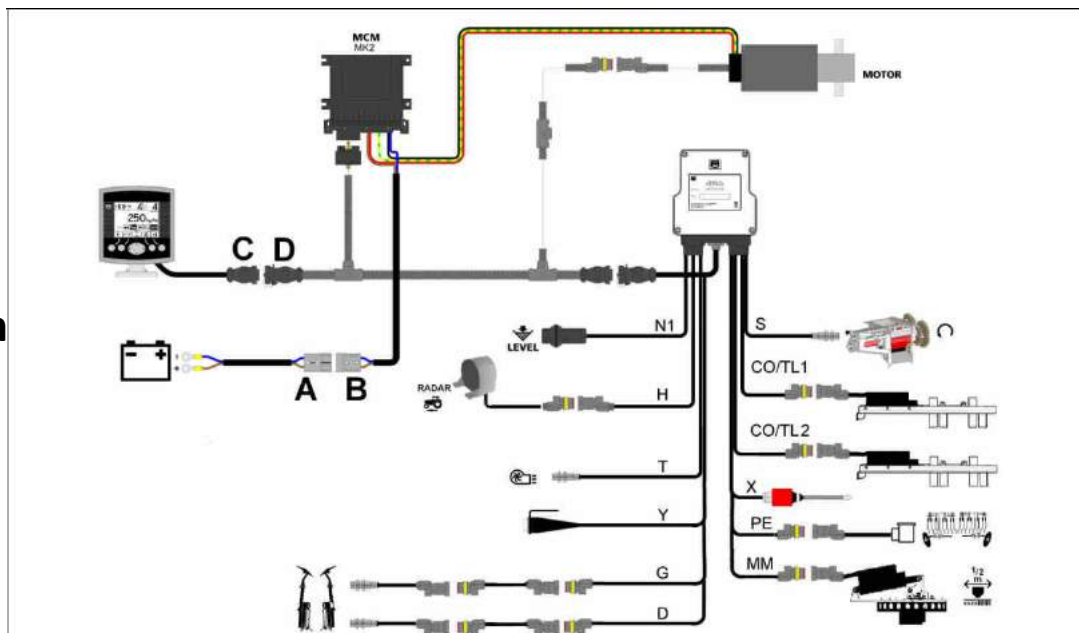 MCM
MK2
MOTOR
250
C D
N1
S
LEVEL
CO/TL1
RADAR
H
CO/TL2
A B
T
X
Y
PE
MM
1/2
m
G
D